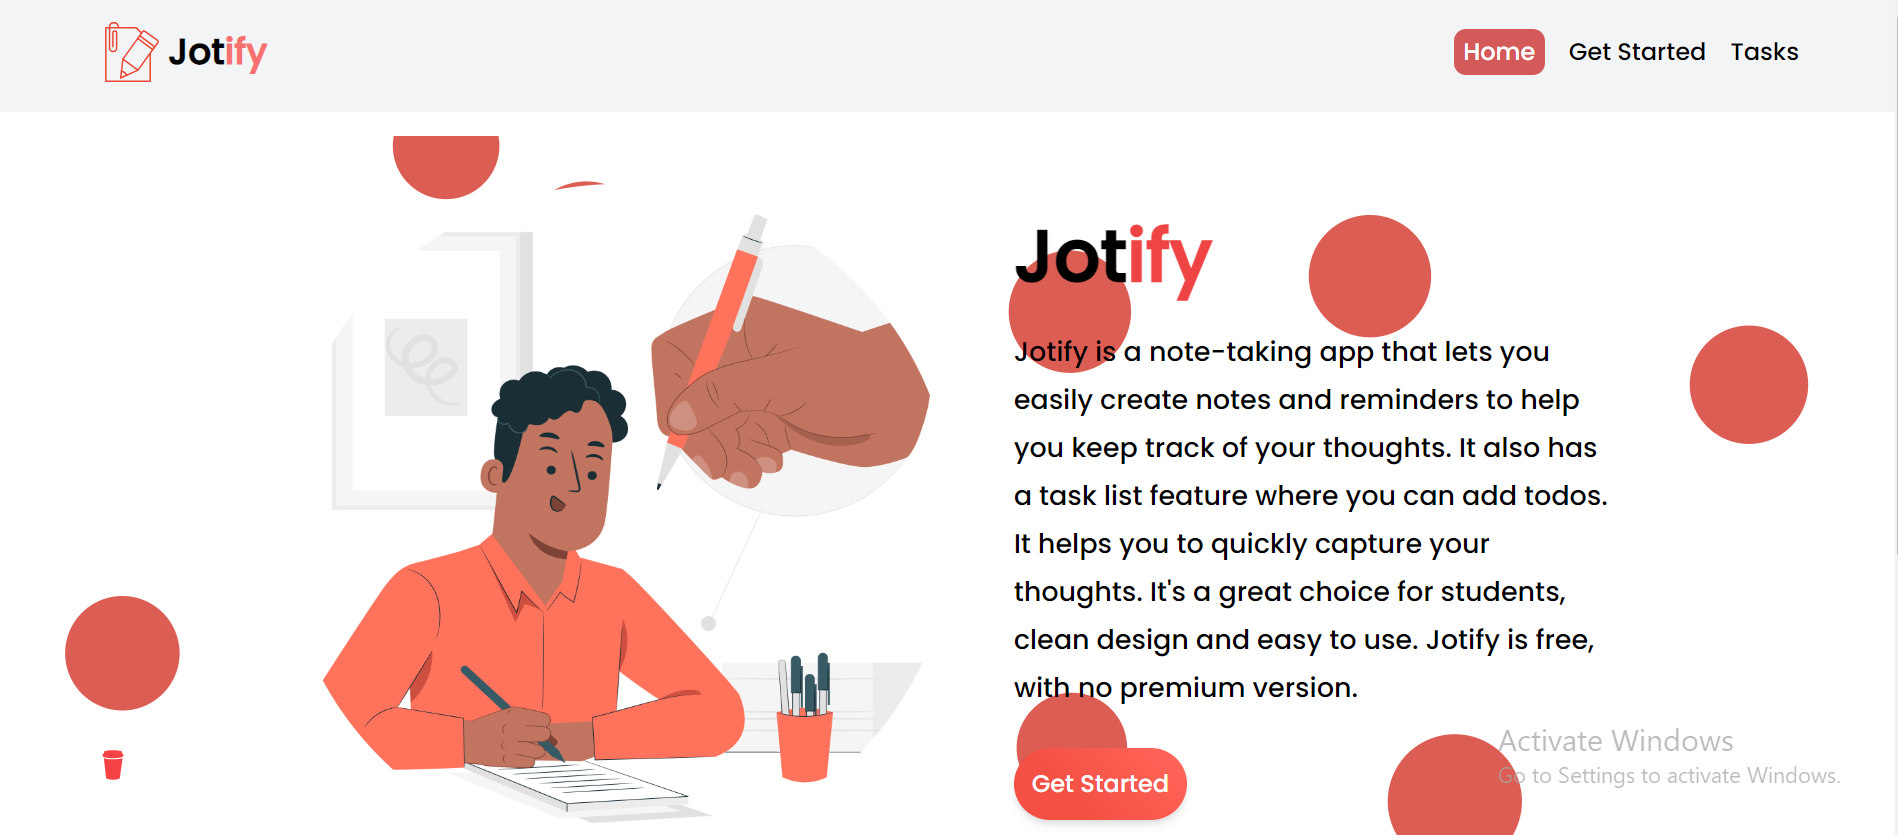 Jotify
Home Get Started Tasks
Jotify
Jotify is a note-taking app that lets you
easily create notes and reminders to help
you keep track of your thoughts. It also has
a task list feature where you can add todos.
It helps you to quickly capture your
thoughts. It's a great choice for students,
clean design and easy to use. Jotify is free,
with no premium version.
Get Started
Activate Windows
Go to Settings to activate Windows.